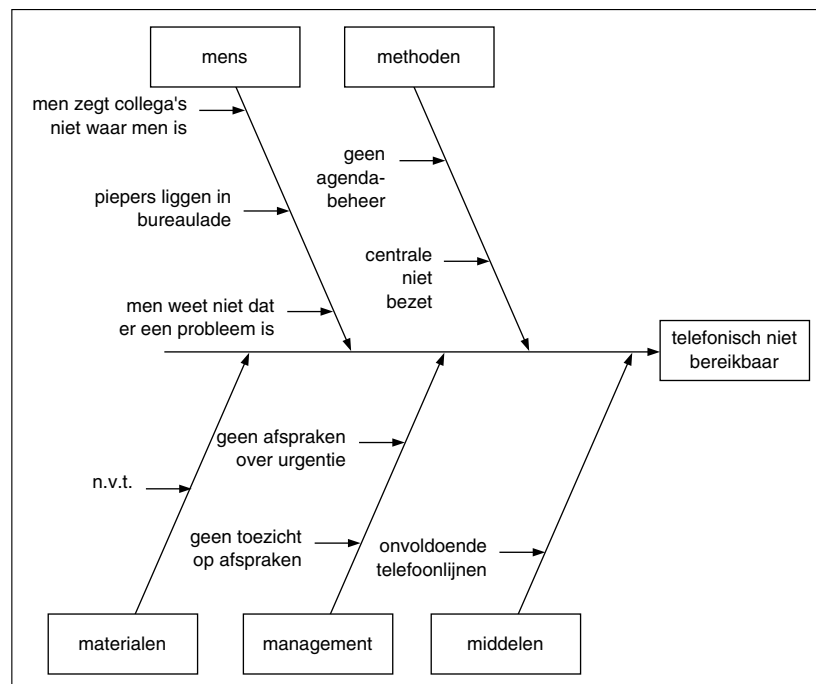 mens
methoden
men zegt collega's
niet waar men is
geen
agenda-
beheer
piepers liggen in
bureaulade
centrale
niet
bezet
men weet niet dat
er een probleem is
telefonisch niet
bereikbaar
geen afspraken
over urgentie
n.v.t.
geen toezicht
op afspraken
onvoldoende
telefoonlijnen
materialen
management
middelen